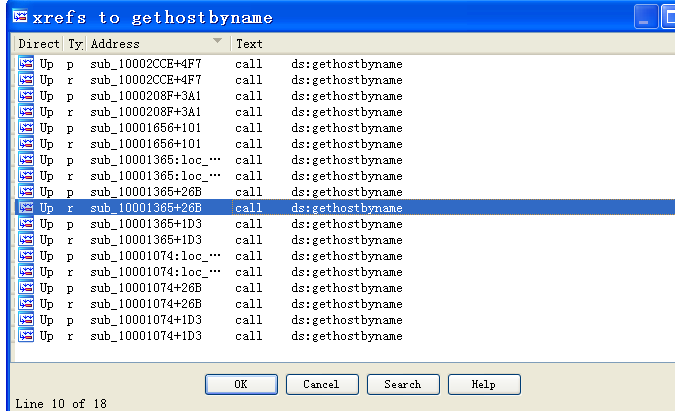 xrefs to gethostbyname
Direct Ty: Address Text
Up p sub_10002CCE+4F7 call ds:gethostbyname
Up r sub_10002CCE+4F7 call ds:gethostbyname
Up p sub_1000208F+3A1 call ds:gethostbyname
Up r sub_1000208F+3A1 call ds:gethostbyname
Up p sub_10001656+101 call ds:gethostbyname
Up r sub_10001656+101 call ds:gethostbyname
Up p sub_10001365:loc_… call ds:gethostbyname
Up r sub_10001365:loc_… call ds:gethostbyname
Up p sub_10001365+26B call ds:gethostbyname
Up r sub_10001365+26B call ds:gethostbyname
Up p sub_10001365+1D3 call ds:gethostbyname
Up r sub_10001365+1D3 call ds:gethostbyname
Up p sub_10001074:loc_… call ds:gethostbyname
Up r sub_10001074:loc_… call ds:gethostbyname
Up p sub_10001074+26B call ds:gethostbyname
Up r sub_10001074+26B call ds:gethostbyname
Up p sub_10001074+1D3 call ds:gethostbyname
Up r sub_10001074+1D3 call ds:gethostbyname
OK Cancel Search Help
Line 10 of 18